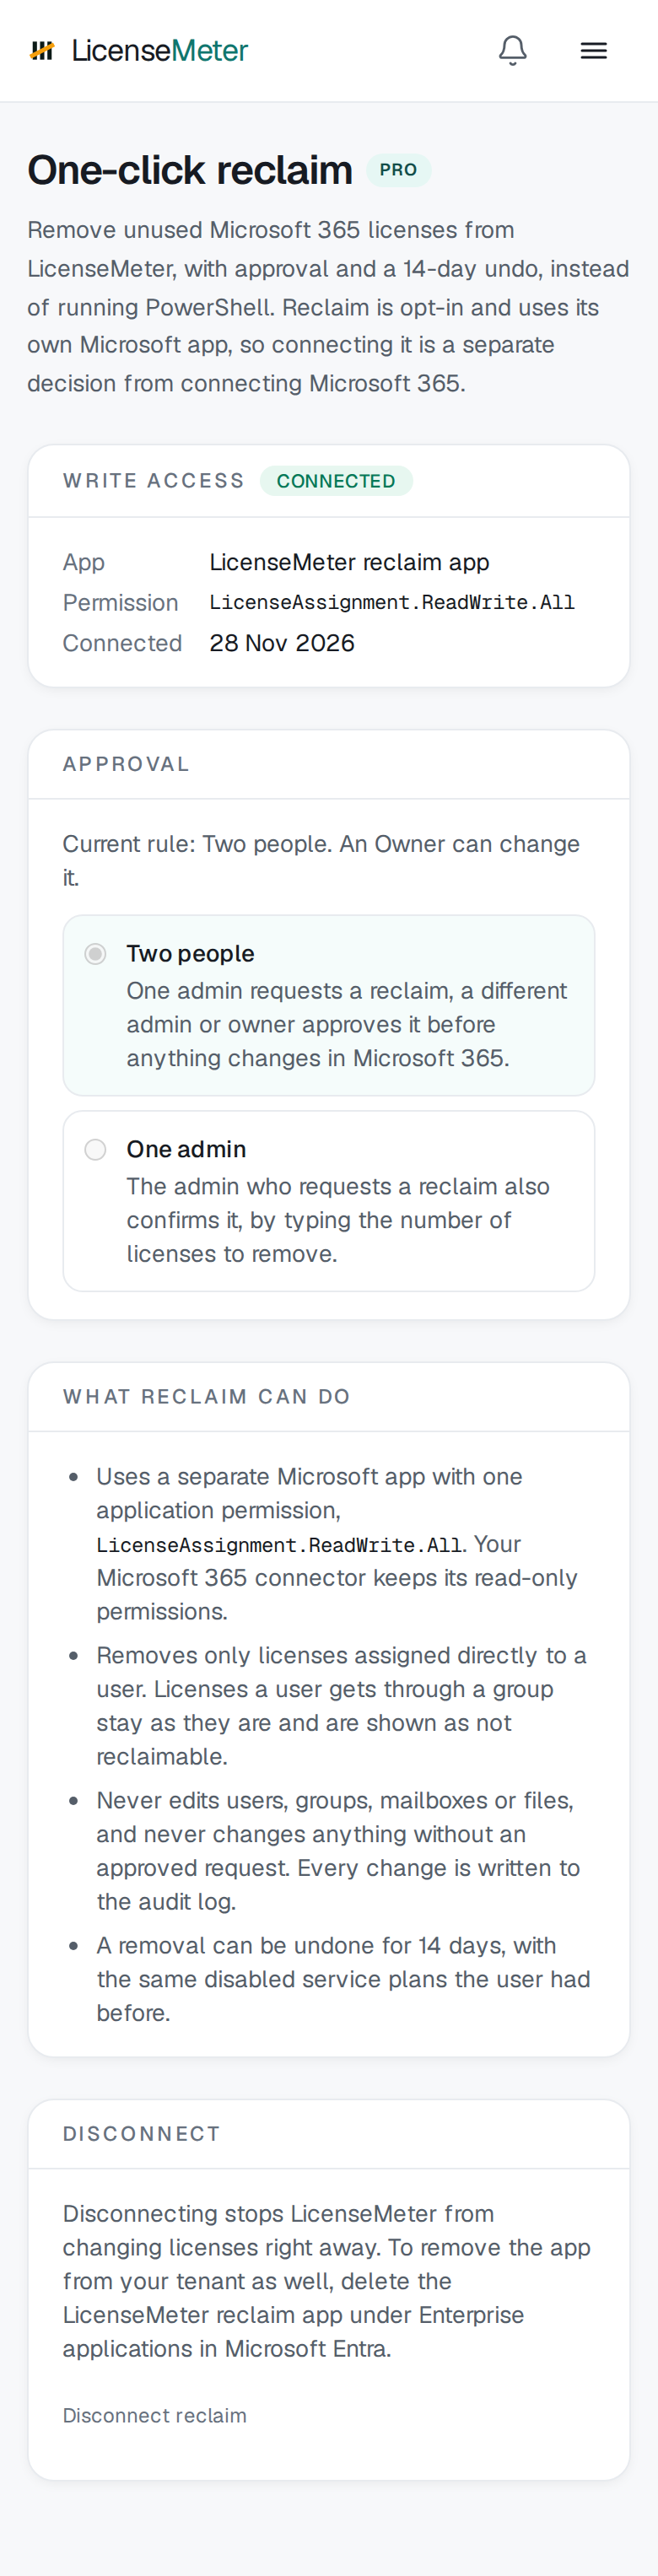 LicenseMeter
One-click reclaim PRO
Remove unused Microsoft 365 licenses from
LicenseMeter, with approval and a 14-day undo, instead
of running PowerShell. Reclaim is opt-in and uses its
own Microsoft app, so connecting it is a separate
decision from connecting Microsoft 365.
WRITE ACCESS CONNECTED
App LicenseMeter reclaim app
Permission LicenseAssignment.ReadWrite.All
Connected 28 Nov 2026
APPROVAL
Current rule: Two people. An Owner can change
it.
Two people
One admin requests a reclaim, a different
admin or owner approves it before
anything changes in Microsoft 365.
One admin
The admin who requests a reclaim also
confirms it, by typing the number of
licenses to remove.
WHAT RECLAIM CAN DO
• Uses a separate Microsoft app with one
application permission,
LicenseAssignment.ReadWrite.All. Your
Microsoft 365 connector keeps its read-only
permissions.
• Removes only licenses assigned directly to a
user. Licenses a user gets through a group
stay as they are and are shown as not
reclaimable.
• Never edits users, groups, mailboxes or files,
and never changes anything without an
approved request. Every change is written to
the audit log.
• A removal can be undone for 14 days, with
the same disabled service plans the user had
before.
DISCONNECT
Disconnecting stops LicenseMeter from
changing licenses right away. To remove the app
from your tenant as well, delete the
LicenseMeter reclaim app under Enterprise
applications in Microsoft Entra.
Disconnect reclaim